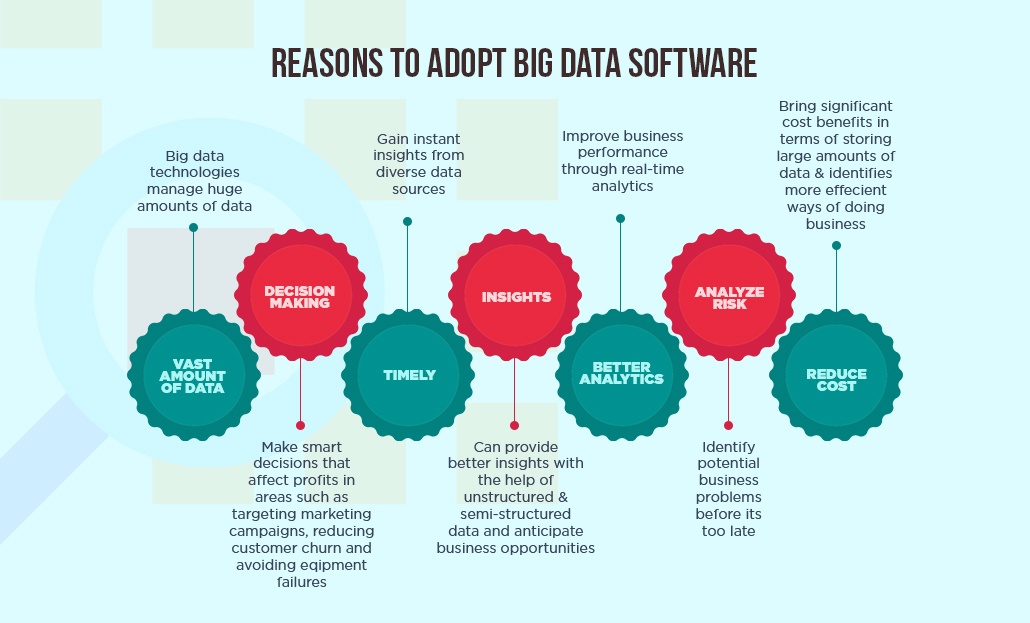 REASONS TO ADOPT BIG DATA SOFTWARE
Big data
technologies
manage huge
amounts of data
VAST
AMOUNT
OF DATA
DECISION
MAKING
Make smart
decisions that
affect profits in
areas such as
targeting marketing
campaigns, reducing
customer churn and
avoiding eqipment
failures
Gain instant
insights from
diverse data
sources
TIMELY
INSIGHTS
Can provide
better insights with
the help of
unstructured &
semi-structured
data and anticipate
business opportunities
Improve business
performance
through real-time
analytics
BETTER
ANALYTICS
ANALYZE
RISK
Identify
potential
business
problems
before its
too late
Bring significant
cost benefits in
terms of storing
large amounts of
data & identifies
more effecient
ways of doing
business
REDUCE
COST